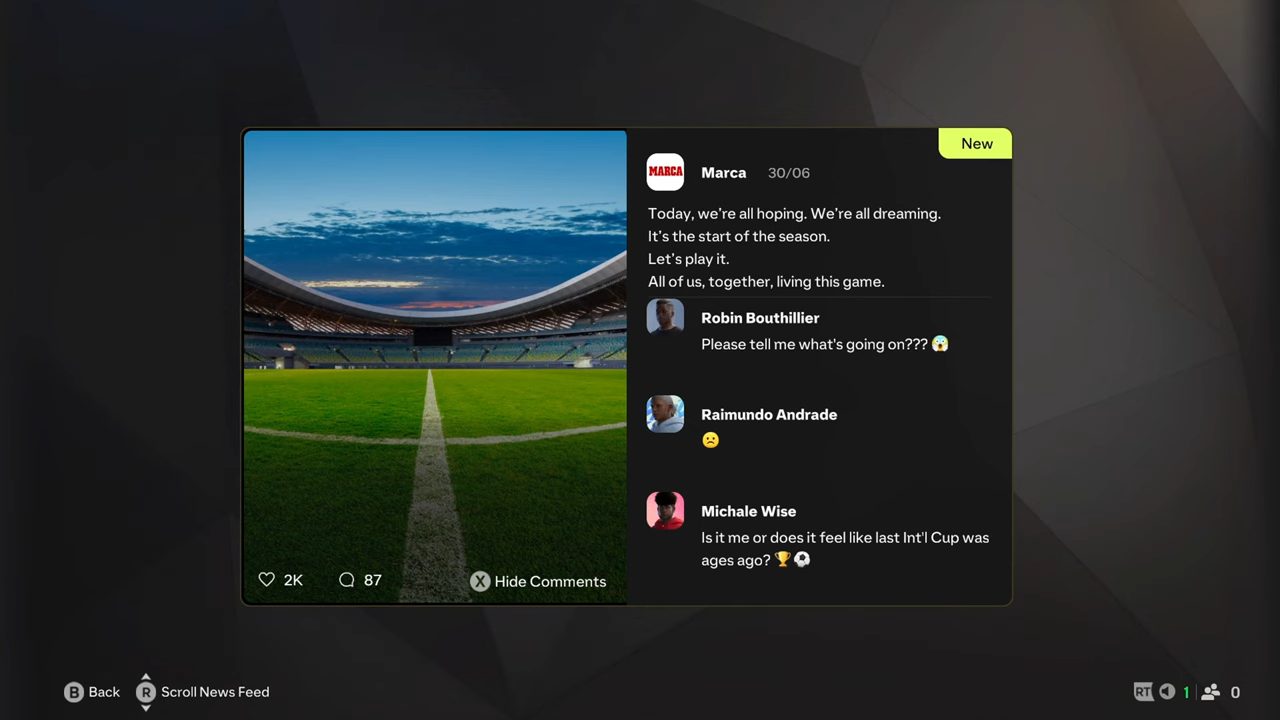 New
MARCA
Marca 30/06
Today, we're all hoping. We're all dreaming.
It's the start of the season.
Let's play it.
All of us, together, living this game.
Robin Bouthillier
Please tell me what's going on??? 😱
Raimundo Andrade
☹️
Michale Wise
Is it me or does it feel like last Int'l Cup was
ages ago? 🏆⚽
2K 87 X Hide Comments
B Back R Scroll News Feed
RT 1 0